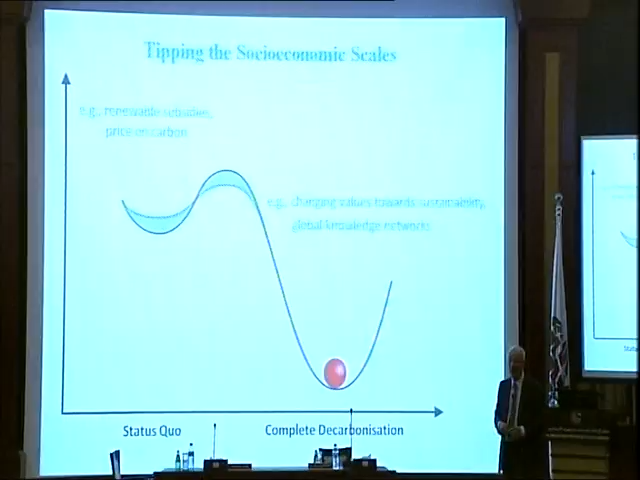 Tipping the Socioeconomic Scales
e.g., renewable subsidies,
price on carbon
e.g., changing values towards sustainability,
global knowledge networks
Status Quo
Complete Decarbonisation